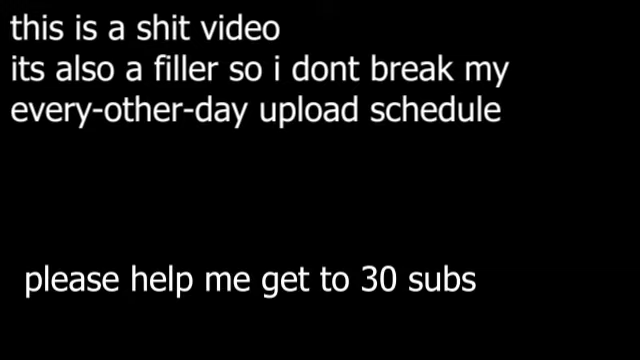 this is a shit video
its also a filler so i dont break my
every-other-day upload schedule
please help me get to 30 subs